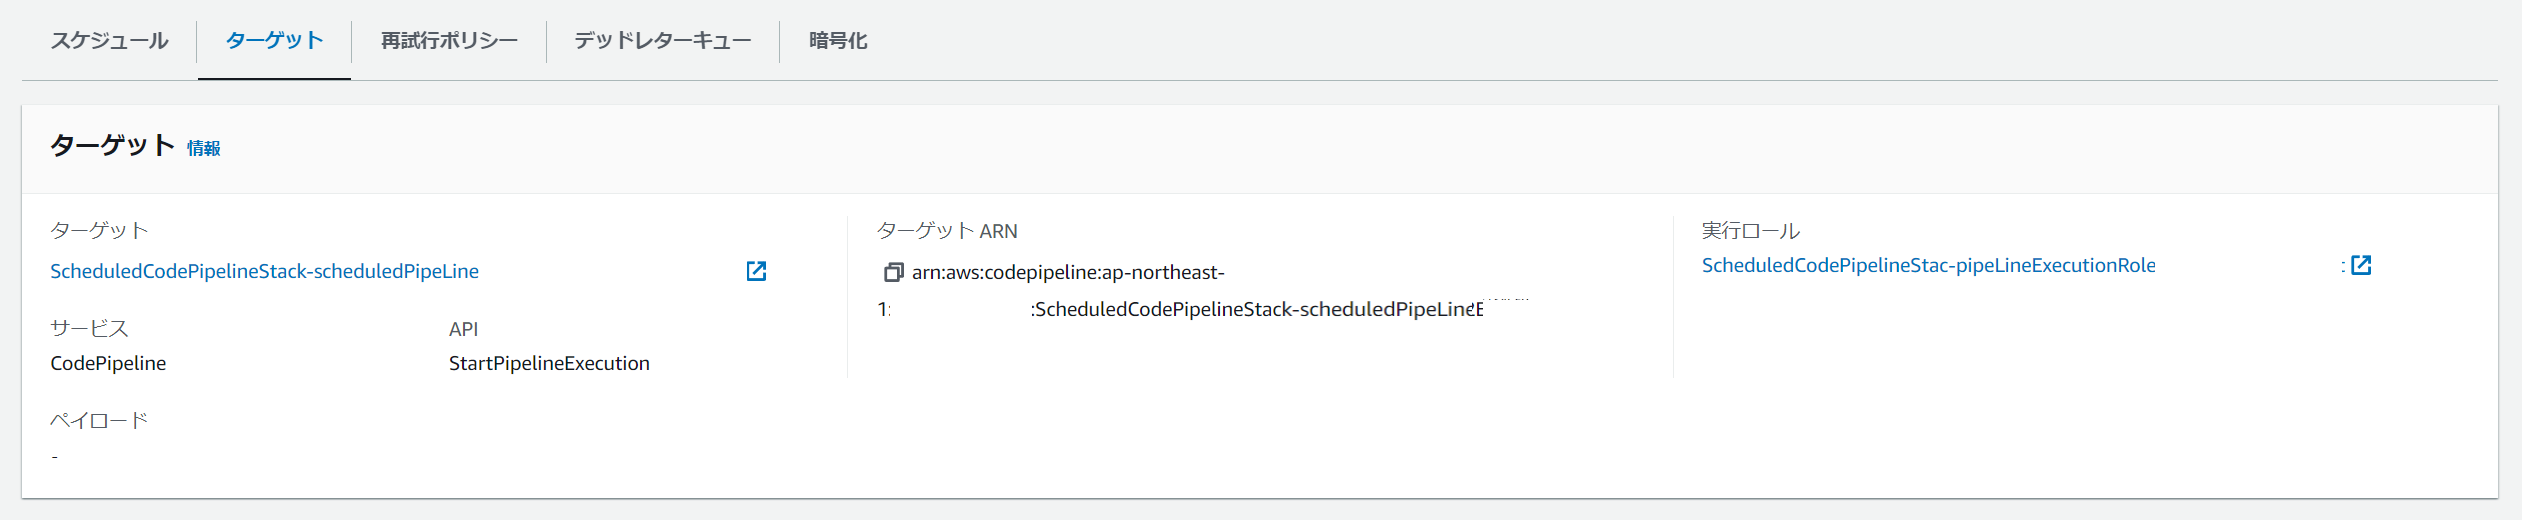 スケジュール
ターゲット
再試行ポリシー
デッドレターキュー
暗号化
ターゲット 情報
ターゲット
ScheduledCodePipelineStack-scheduledPipeLine
サービス
CodePipeline
API
StartPipelineExecution
ペイロード
-
ターゲット ARN
arn:aws:codepipeline:ap-northeast-
1: :ScheduledCodePipelineStack-scheduledPipeLine
実行ロール
ScheduledCodePipelineStac-pipeLineExecutionRole